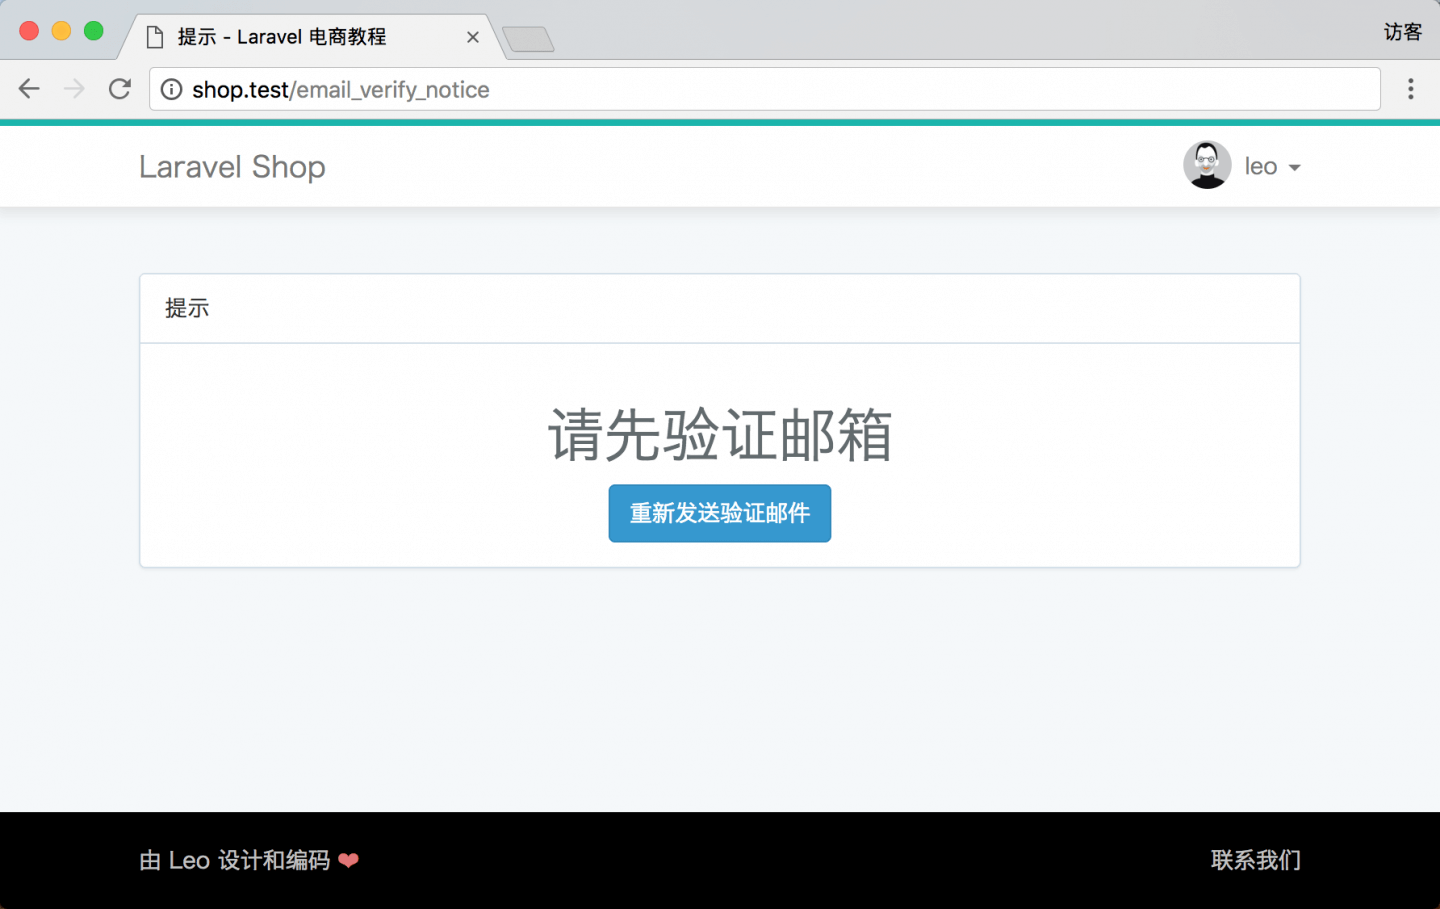 提示 - Laravel 电商教程
访客
shop.test/email_verify_notice
Laravel Shop
leo
提示
请先验证邮箱
重新发送验证邮件
由 Leo 设计和编码 ❤
联系我们